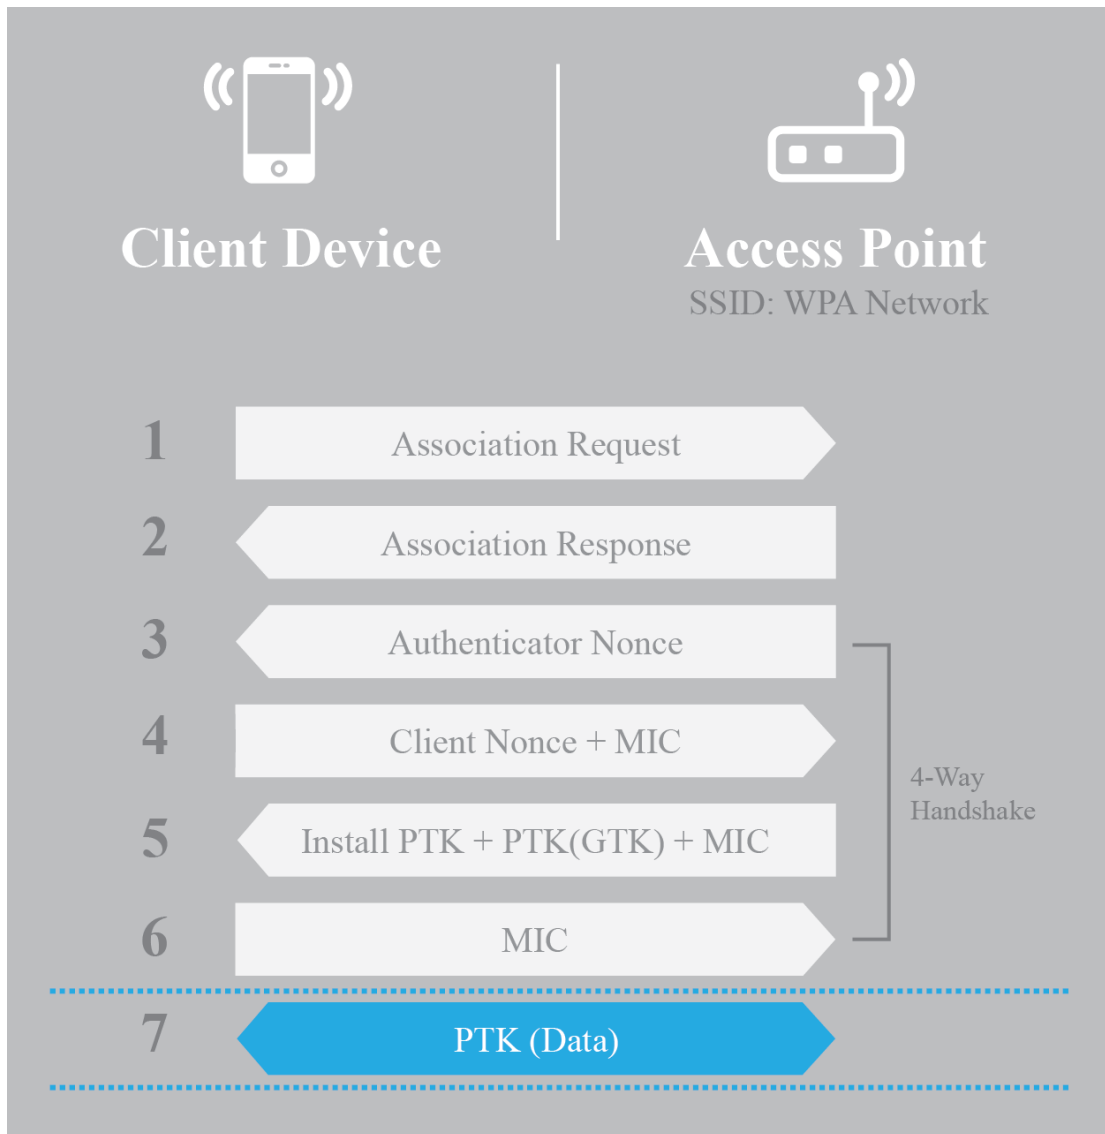 Client Device
Access Point
SSID: WPA Network
1
Association Request
2
Association Response
3
Authenticator Nonce
4
Client Nonce + MIC
4-Way
Handshake
5
Install PTK + PTK(GTK) + MIC
6
MIC
7
PTK (Data)